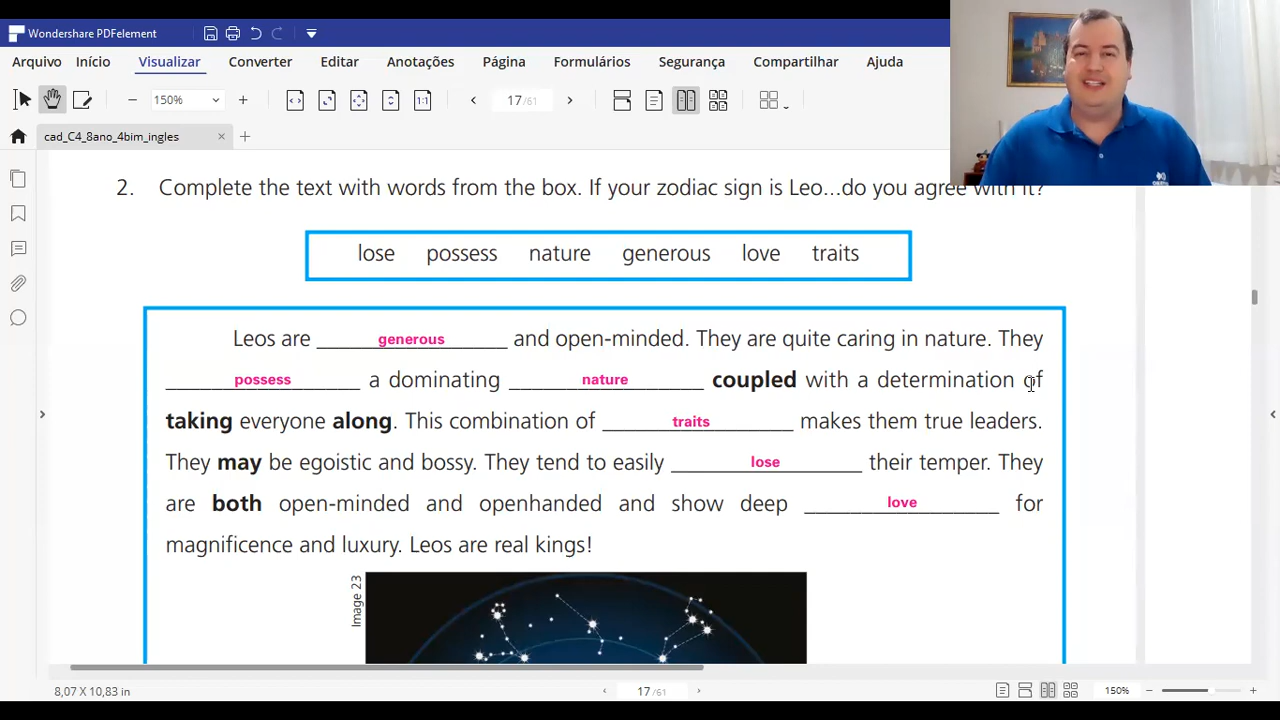 Wondershare PDFelement
Arquivo Início Visualizar Converter Editar Anotações Página Formulários Segurança Compartilhar Ajuda
150% 17/61
cad_C4_8ano_4bim_ingles
2. Complete the text with words from the box. If your zodiac sign is Leo...do you agree with it?
lose possess nature generous love traits
Leos are generous and open-minded. They are quite caring in nature. They
possess a dominating nature coupled with a determination of
taking everyone along. This combination of traits makes them true leaders.
They may be egoistic and bossy. They tend to easily lose their temper. They
are both open-minded and openhanded and show deep love for
magnificence and luxury. Leos are real kings!
Image 23
8,07 X 10,83 in 17/61 150%